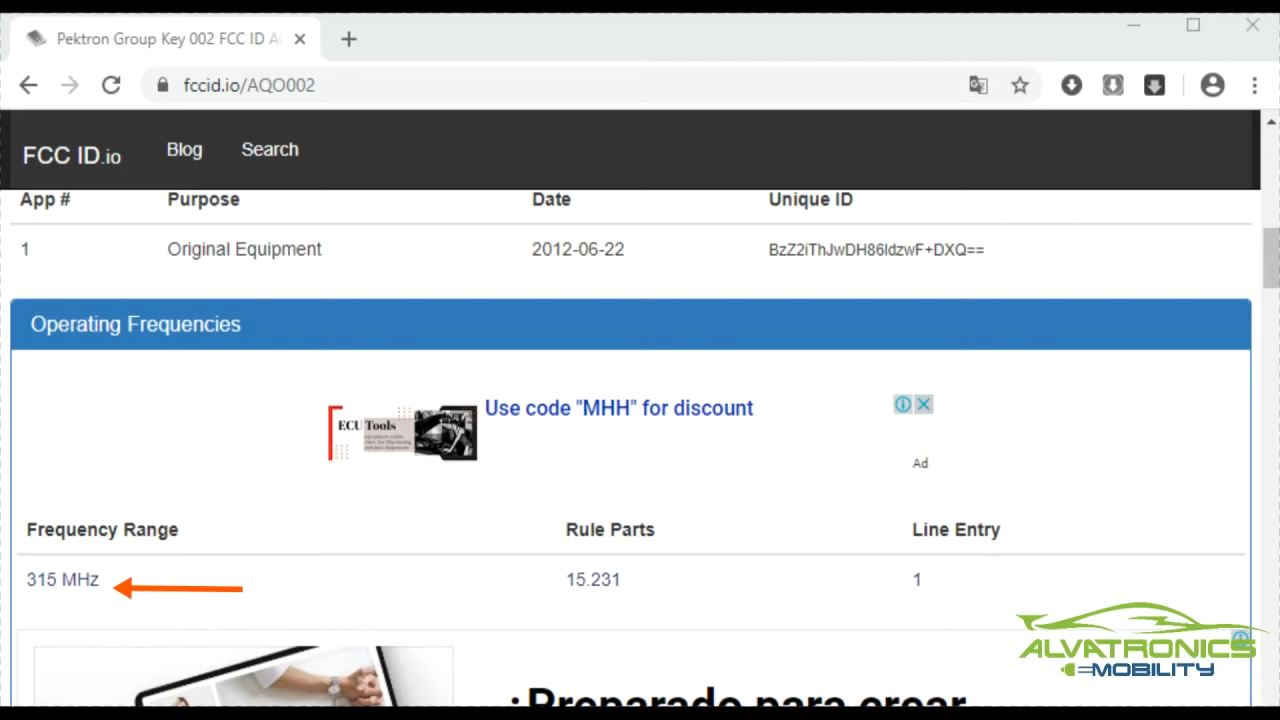 Pektron Group Key 002 FCC ID A
fccid.io/AQO002
FCC ID.io Blog Search
App # Purpose Date Unique ID
1 Original Equipment 2012-06-22 BzZ2iThJwDH86ldzwF+DXQ==
Operating Frequencies
Use code "MHH" for discount
ECU Tools
Ad
Frequency Range Rule Parts Line Entry
315 MHz 15.231 1
ALVATRONICS
MOBILITY
¡Preparado para crear